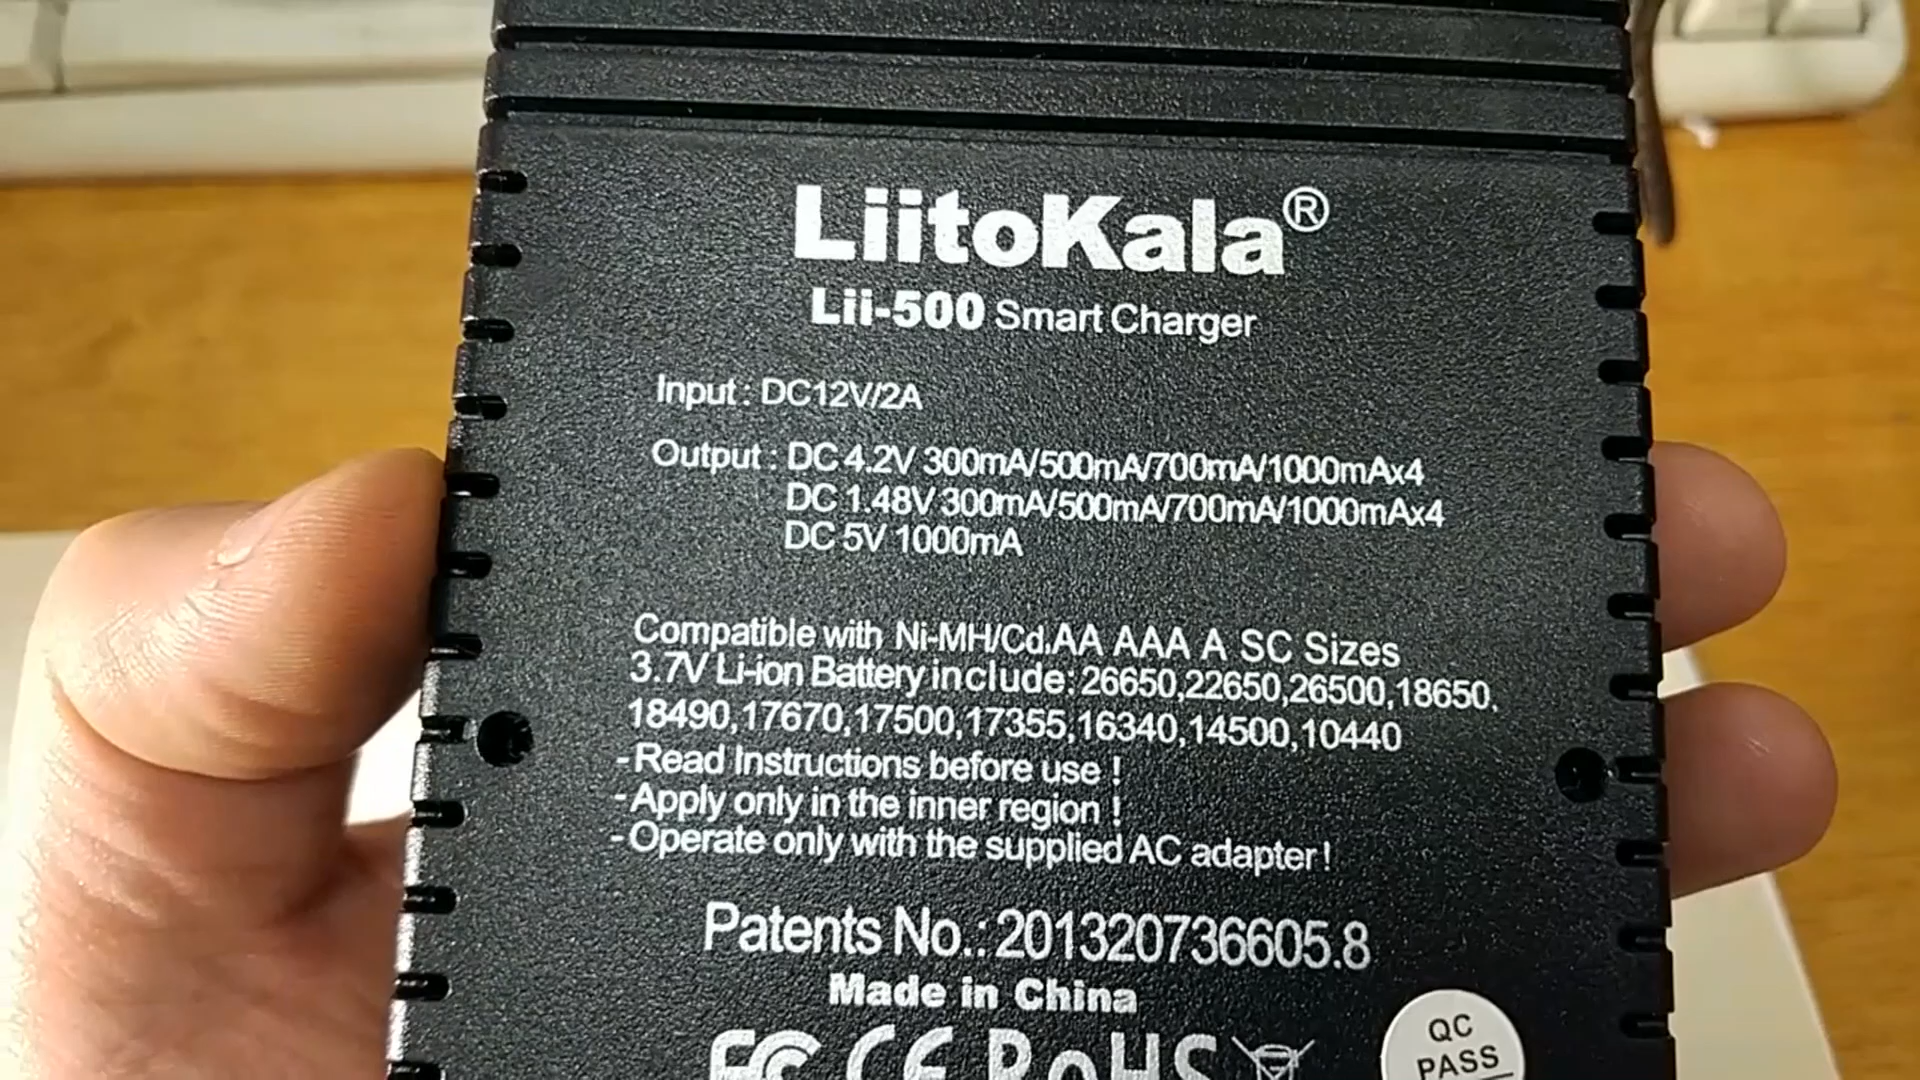 LiitoKala®
Lii-500 Smart Charger
Input : DC12V/2A
Output : DC 4.2V 300mA/500mA/700mA/1000mAx4
DC 1.48V 300mA/500mA/700mA/1000mAx4
DC 5V 1000mA
Compatible with Ni-MH/Cd.AA AAA A SC Sizes
3.7V Li-ion Battery include: 26650,22650,26500,18650.
18490,17670,17500,17355,16340,14500,10440
-Read Instructions before use !
-Apply only in the inner region !
-Operate only with the supplied AC adapter!
Patents No.: 201320736605.8
Made in China
FC CE RoHS
QC
PASS